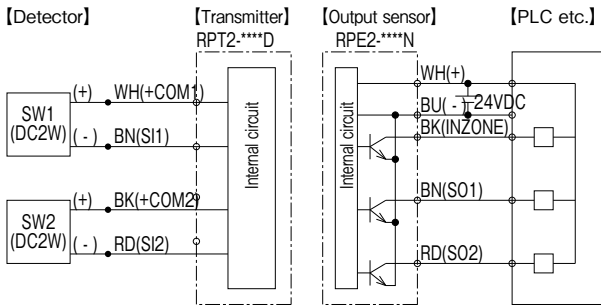 【Detector】
【Transmitter】
RPT2-****D
【Output sensor】
RPE2-****N
【PLC etc.】
SW1
(DC2W)
(+)
WH(+COM1)
( - )
BN(SI1)
SW2
(DC2W)
(+)
BK(+COM2)
( - )
RD(SI2)
Internal circuit
Internal circuit
WH(+)
BU( - )
24VDC
BK(INZONE)
BN(SO1)
RD(SO2)